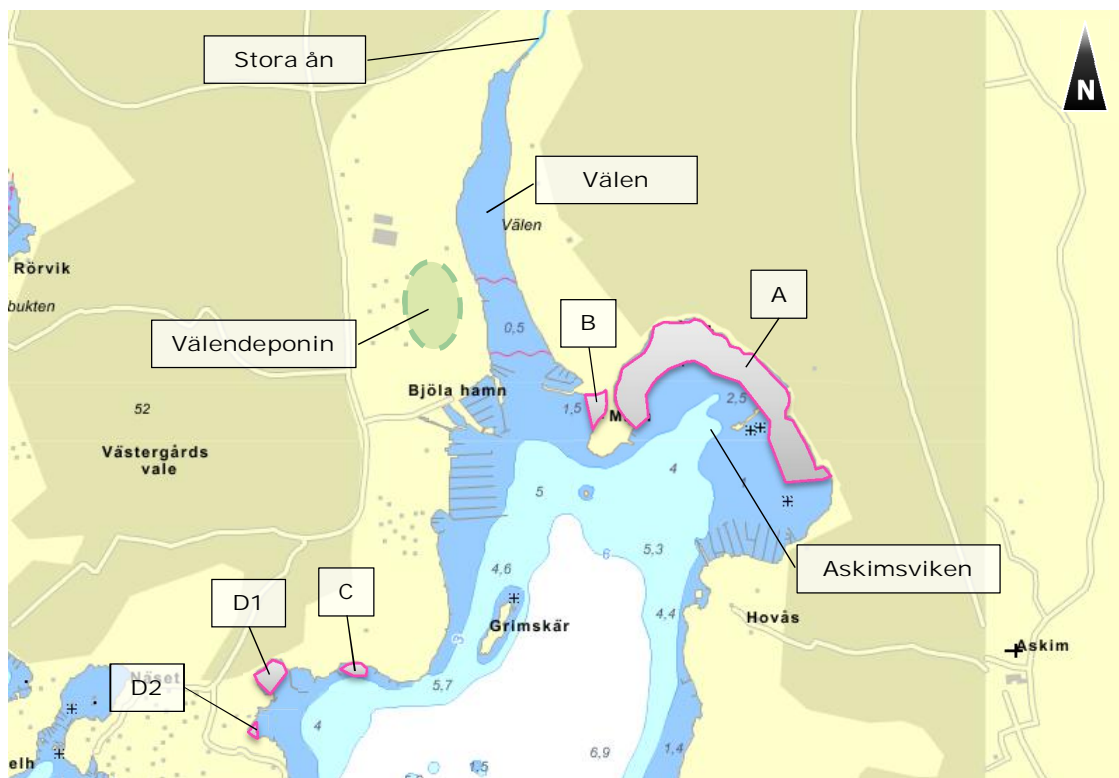 Stora ån
N
Välen
Välen
Rörvik
bukten
A
B
0,5
Välendeponin
Bjöla hamn
1,5
2,5
52
Västergårds
vale
4
5
1
6
5,3
Askimsviken
4,6
D1
C
4,4
Grimskär
Hovås
Askim
D2
Näset
5,7
4
6,9
1,4
elh
1,5